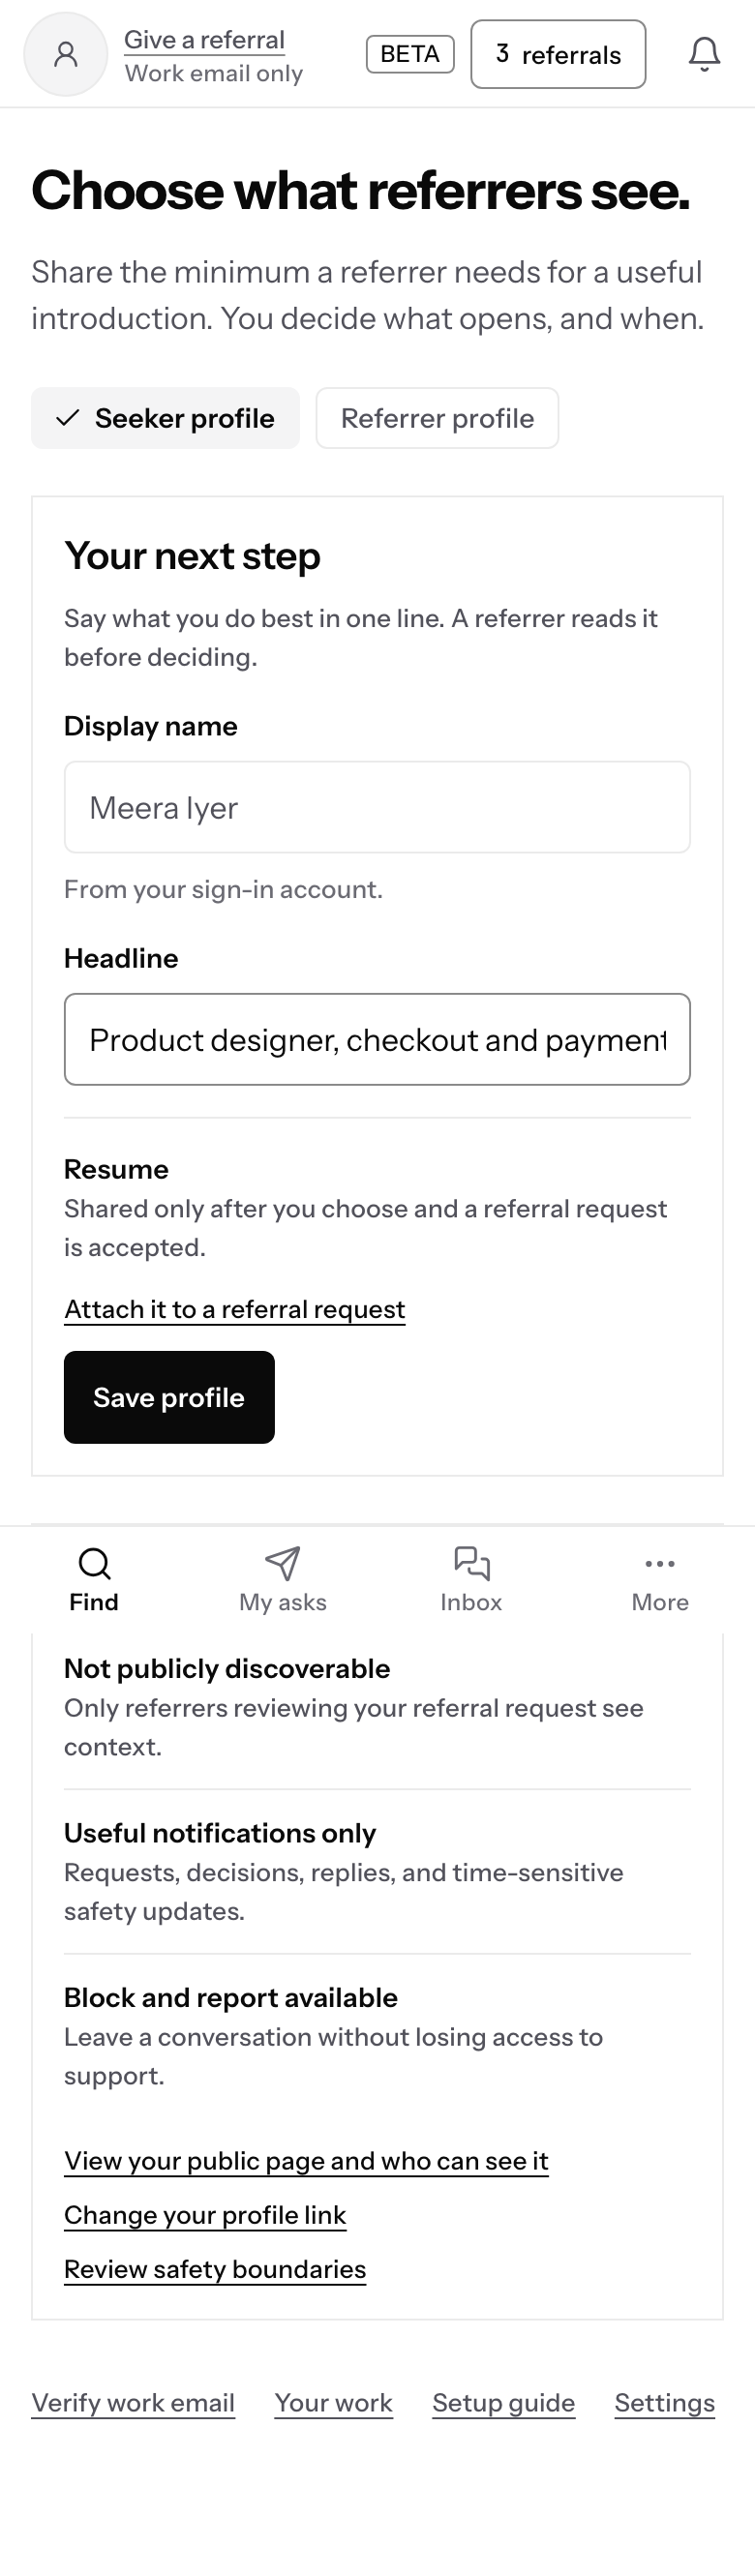 Give a referral
Work email only
BETA
3 referrals
Choose what referrers see.
Share the minimum a referrer needs for a useful
introduction. You decide what opens, and when.
Seeker profile
Referrer profile
Your next step
Say what you do best in one line. A referrer reads it
before deciding.
Display name
Meera Iyer
From your sign-in account.
Headline
Product designer, checkout and payment
Resume
Shared only after you choose and a referral request
is accepted.
Attach it to a referral request
Save profile
Find
My asks
Inbox
More
Not publicly discoverable
Only referrers reviewing your referral request see
context.
Useful notifications only
Requests, decisions, replies, and time-sensitive
safety updates.
Block and report available
Leave a conversation without losing access to
support.
View your public page and who can see it
Change your profile link
Review safety boundaries
Verify work email
Your work
Setup guide
Settings